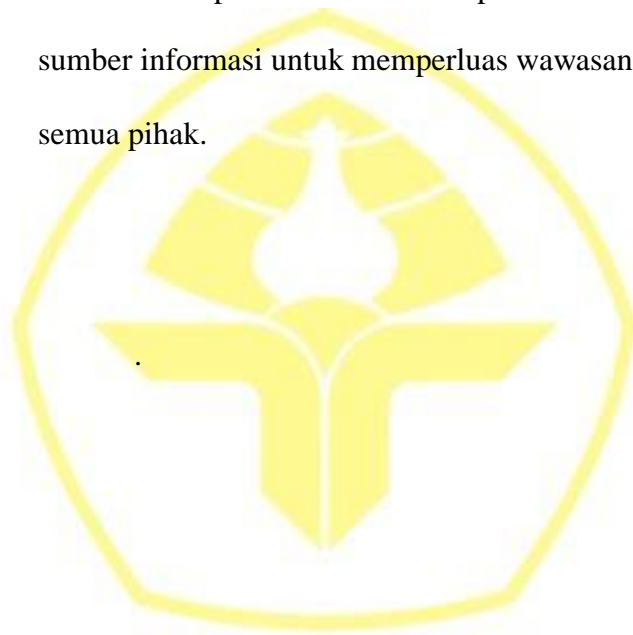 sumber informasi untuk memperluas wawasan
semua pihak.
.